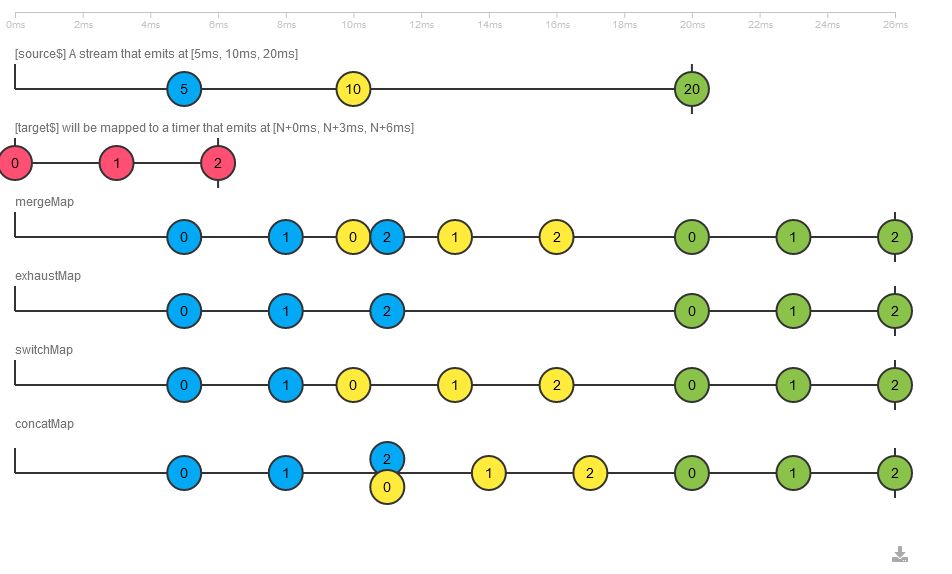 0ms 2ms 4ms 6ms 8ms 10ms 12ms 14ms 16ms 18ms 20ms 22ms 24ms 26ms
[source$] A stream that emits at [5ms, 10ms, 20ms]
5 10 20
[target$] will be mapped to a timer that emits at [N+0ms, N+3ms, N+6ms]
0 1 2
mergeMap
0 1 0 2 1 2 0 1 2
exhaustMap
0 1 2 0 1 2
switchMap
0 1 0 1 2 0 1 2
concatMap
2
0 1 1 2 0 1 2
0